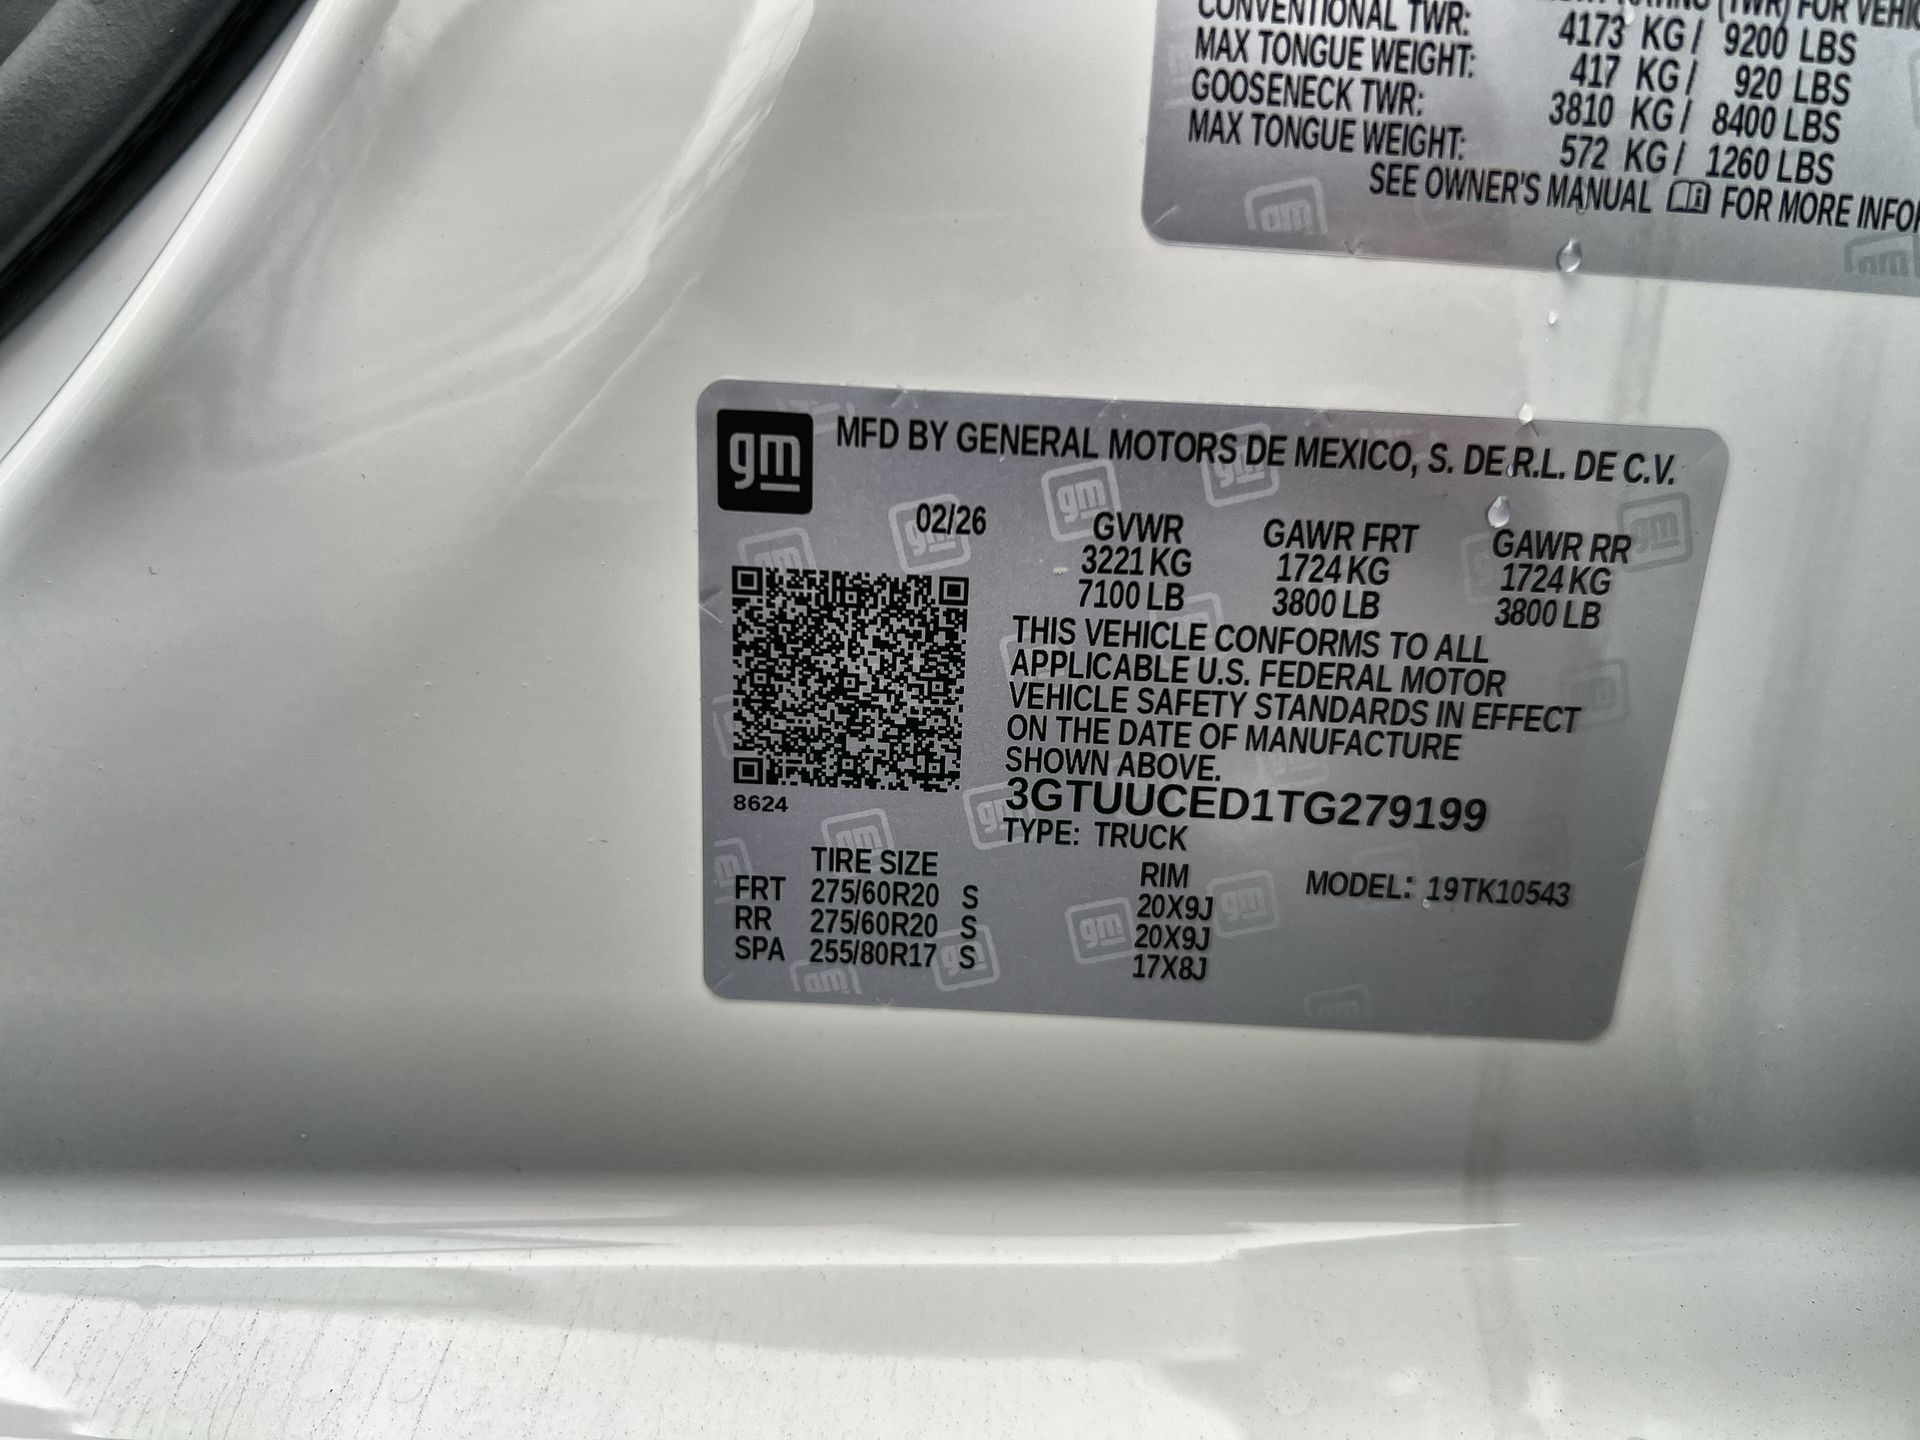 (TWR) FOR
CONVENTIONAL TWR: 4173 KG / 9200 LBS
MAX TONGUE WEIGHT: 417 KG / 920 LBS
GOOSENECK TWR: 3810 KG / 8400 LBS
MAX TONGUE WEIGHT: 572 KG / 1260 LBS
SEE OWNER'S MANUAL FOR MORE
gm MFD BY GENERAL MOTORS DE MEXICO, S. DE R.L. DE C.V.
02/26 GVWR GAWR FRT GAWR RR
3221 KG 1724 KG 1724 KG
7100 LB 3800 LB 3800 LB
THIS VEHICLE CONFORMS TO ALL
APPLICABLE U.S. FEDERAL MOTOR
VEHICLE SAFETY STANDARDS IN EFFECT
ON THE DATE OF MANUFACTURE
SHOWN ABOVE.
8624
3GTUUCED1TG279199
TYPE: TRUCK
TIRE SIZE RIM MODEL: 19TK10543
FRT 275/60R20 S 20X9J
RR 275/60R20 S 20X9J
SPA 255/80R17 S 17X8J